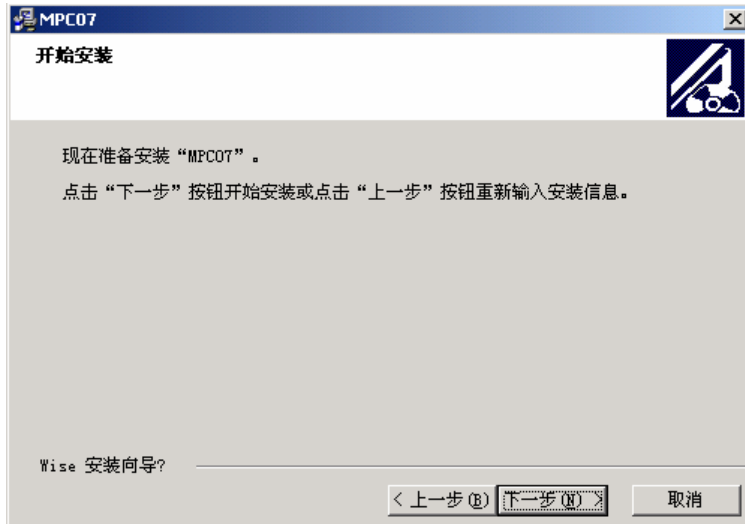 MPC07
开始安装
现在准备安装“MPC07”。
点击“下一步”按钮开始安装或点击“上一步”按钮重新输入安装信息。
Wise 安装向导?
< 上一步(B) 下一步(N) > 取消